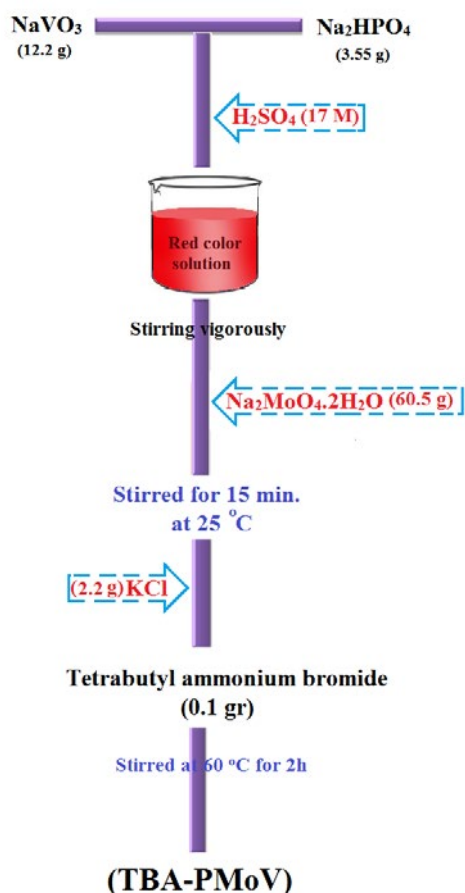 NaVO₃
(12.2 g)
Na₂HPO₄
(3.55 g)
H₂SO₄ (17 M)
Red color
solution
Stirring vigorously
Na₂MoO₄.2H₂O (60.5 g)
Stirred for 15 min.
at 25 °C
(2.2 g) KCl
Tetrabutyl ammonium bromide
(0.1 gr)
Stirred at 60 °C for 2h
(TBA-PMoV)